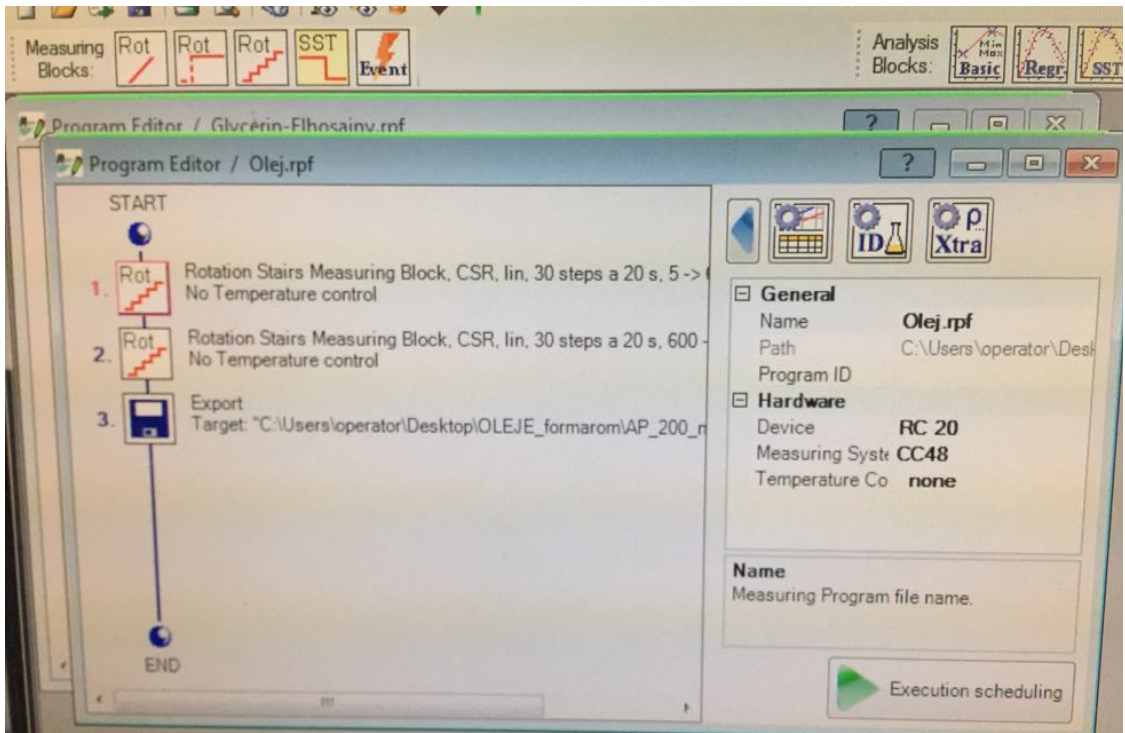 Measuring Blocks:
Rot
Rot
Rot
SST
Event
Analysis Blocks:
Min Max Basic
Regr.
SST
Program Editor / Glycerin-Elhosainy.rpf
?
Program Editor / Olej.rpf
?
START
1. Rot
Rotation Stairs Measuring Block, CSR, lin, 30 steps a 20 s, 5 ->
No Temperature control
2. Rot
Rotation Stairs Measuring Block, CSR, lin, 30 steps a 20 s, 600 -
No Temperature control
3.
Export
Target: "C:\Users\operator\Desktop\OLEJE_formarom\AP_200_
END
ID
ρ Xtra
General
Name Olej.rpf
Path C:\Users\operator\Desk
Program ID
Hardware
Device RC 20
Measuring Syste CC48
Temperature Co none
Name
Measuring Program file name.
Execution scheduling